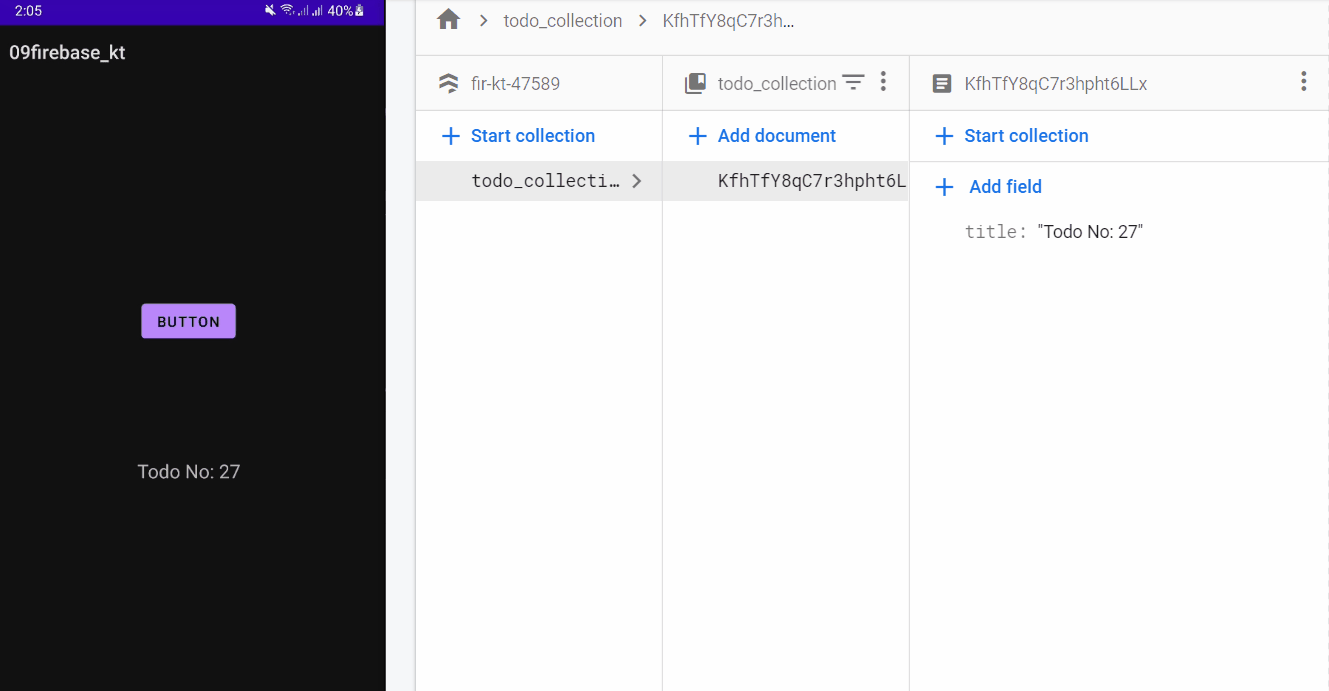 2:05
40%
09firebase_kt
BUTTON
Todo No: 27
todo_collection
KfhTfY8qC7r3h...
fir-kt-47589
todo_collection
KfhTfY8qC7r3hpht6LLx
Start collection
Add document
Start collection
todo_collecti…
KfhTfY8qC7r3hpht6L
Add field
title: "Todo No: 27"